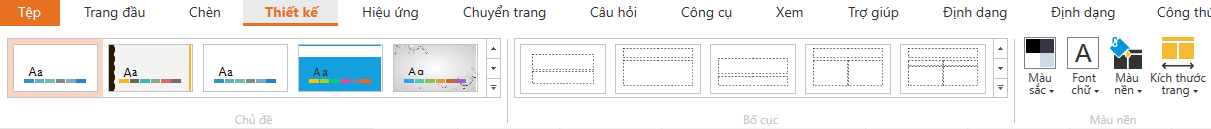 Tệp Trang đầu Chèn Thiết kế Hiệu ứng Chuyển trang Câu hỏi Công cụ Xem Trợ giúp Định dạng Định dạng Công thứ
Aa Aa Aa Aa Aa
Màu sắc Font chữ Màu nền Kích thước trang
A
Chủ đề Bố cục Màu nền